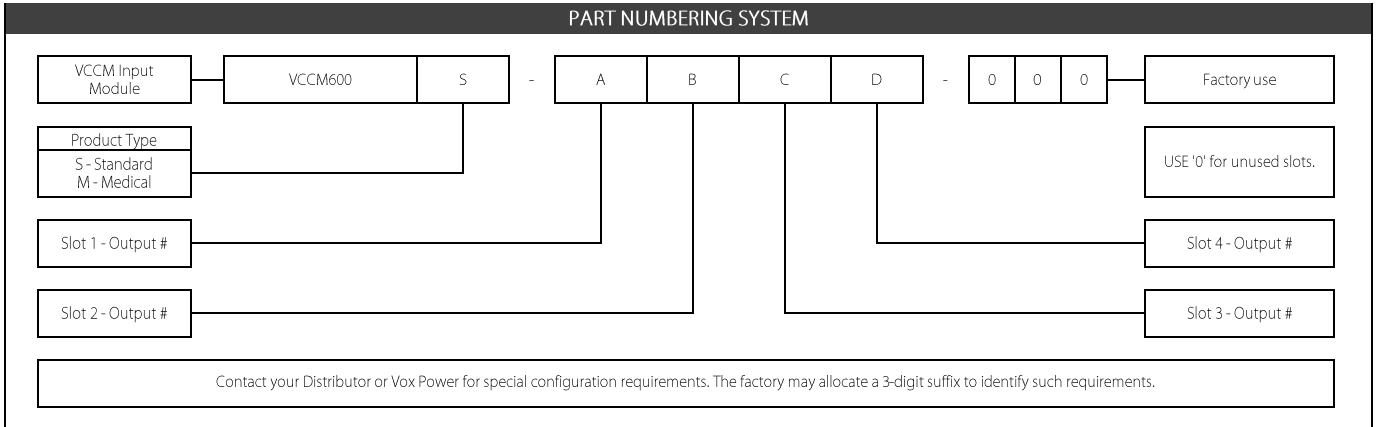 PART NUMBERING SYSTEM
VCCM Input
Module
VCCM600
S
-
A
B
C
D
-
0
0
0
Factory use
Product Type
S - Standard
M - Medical
USE '0' for unused slots.
Slot 1 - Output #
Slot 4 - Output #
Slot 2 - Output #
Slot 3 - Output #
Contact your Distributor or Vox Power for special configuration requirements. The factory may allocate a 3-digit suffix to identify such requirements.